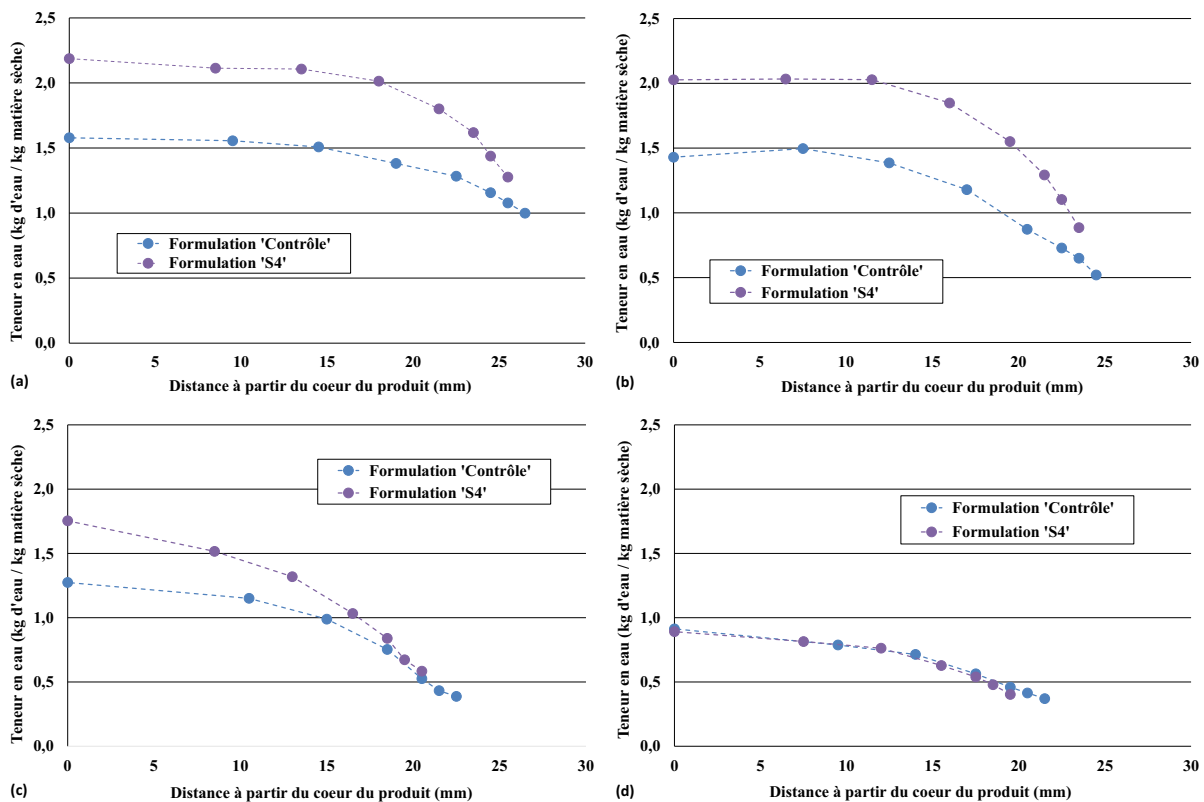 2,5
2,0
1,5
1,0
0,5
0,0
Teneur en eau (kg d'eau / kg matière sèche)
Formulation 'Contrôle'
Formulation 'S4'
0 5 10 15 20 25 30
Distance à partir du coeur du produit (mm)
(a)
2,5
2,0
1,5
1,0
0,5
0,0
Teneur en eau (kg d'eau / kg matière sèche)
Formulation 'Contrôle'
Formulation 'S4'
0 5 10 15 20 25 30
Distance à partir du coeur du produit (mm)
(b)
2,5
2,0
1,5
1,0
0,5
0,0
Teneur en eau (kg d'eau / kg matière sèche)
Formulation 'Contrôle'
Formulation 'S4'
0 5 10 15 20 25 30
Distance à partir du coeur du produit (mm)
(c)
2,5
2,0
1,5
1,0
0,5
0,0
Teneur en eau (kg d'eau / kg matière sèche)
Formulation 'Contrôle'
Formulation 'S4'
0 5 10 15 20 25 30
Distance à partir du coeur du produit (mm)
(d)